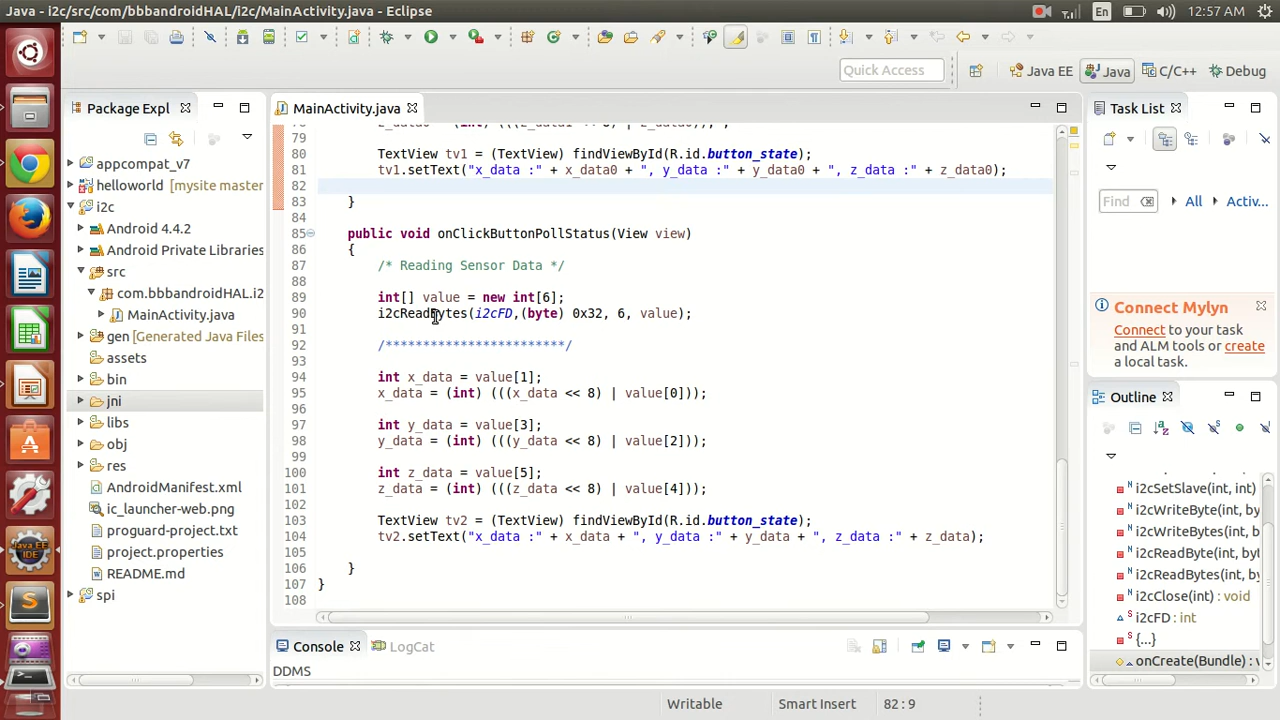 Java - i2c/src/com/bbbandroidHAL/i2c/MainActivity.java - Eclipse
En
12:57 AM
Quick Access
Java EE
Java
C/C++
Debug
Package Expl
appcompat_v7
helloworld [mysite master
i2c
Android 4.4.2
Android Private Libraries
src
com.bbbandroidHAL.i2
MainActivity.java
gen [Generated Java Files
assets
bin
jni
libs
obj
res
AndroidManifest.xml
ic_launcher-web.png
proguard-project.txt
project.properties
README.md
spi
MainActivity.java
79
80 TextView tv1 = (TextView) findViewById(R.id.button_state);
81 tv1.setText("x_data :" + x_data0 + ", y_data :" + y_data0 + ", z_data :" + z_data0);
82
83 }
84
85 public void onClickButtonPollStatus(View view)
86 {
87 /* Reading Sensor Data */
88
89 int[] value = new int[6];
90 i2cReadBytes(i2cFD,(byte) 0x32, 6, value);
91
92 /************************/
93
94 int x_data = value[1];
95 x_data = (int) (((x_data << 8) | value[0]));
96
97 int y_data = value[3];
98 y_data = (int) (((y_data << 8) | value[2]));
99
100 int z_data = value[5];
101 z_data = (int) (((z_data << 8) | value[4]));
102
103 TextView tv2 = (TextView) findViewById(R.id.button_state);
104 tv2.setText("x_data :" + x_data + ", y_data :" + y_data + ", z_data :" + z_data);
105
106 }
107 }
108
Console
LogCat
DDMS
Task List
Find
All
Activ...
Connect Mylyn
Connect to your task
and ALM tools or create
a local task.
Outline
i2cSetSlave(int, int)
i2cWriteByte(int, by
i2cWriteBytes(int, b
i2cReadByte(int, byt
i2cReadBytes(int, by
i2cClose(int) : void
i2cFD : int
{...}
onCreate(Bundle) : v
JavaEE
IDE
Writable
Smart Insert
82 : 9